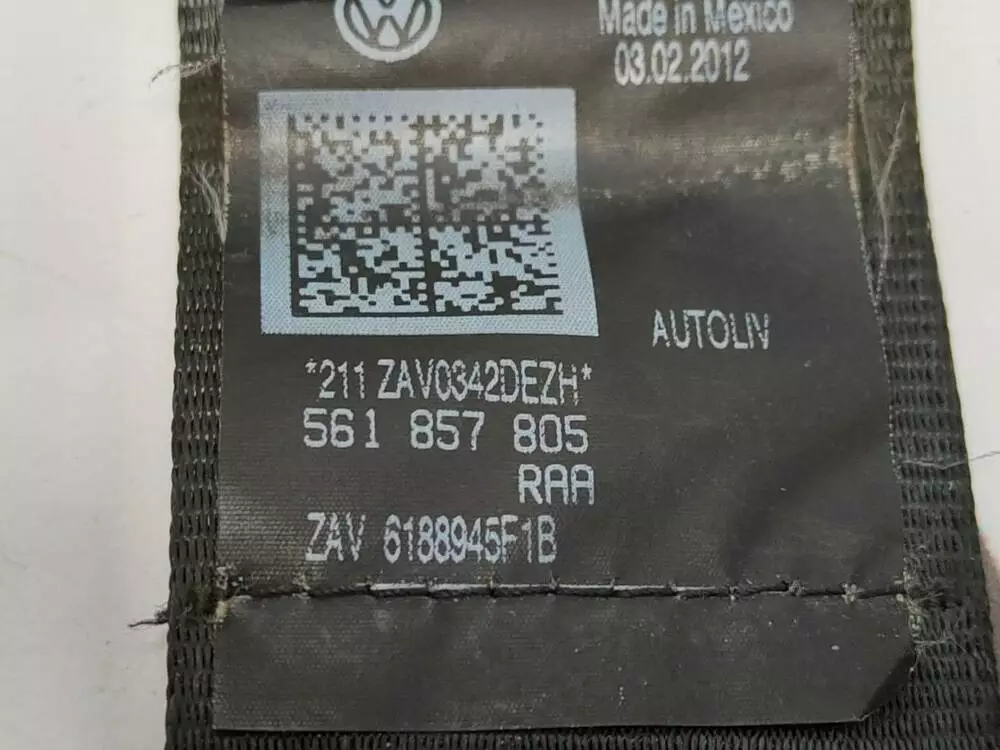 Made in Mexico
03.02.2012
AUTOLIV
*211 ZAV0342DEZH*
561 857 805
RAA
ZAV 6188945F1B